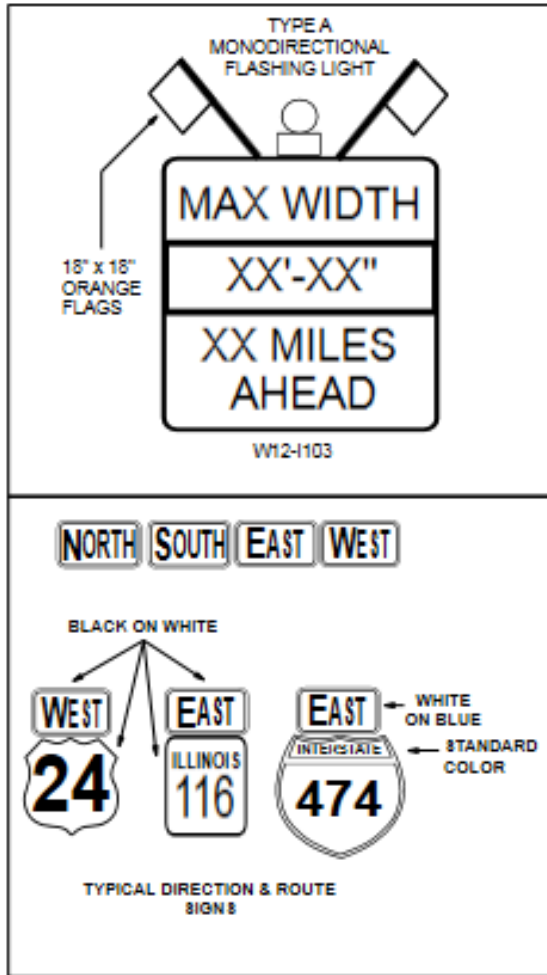 TYPE A
MONODIRECTIONAL
FLASHING LIGHT
MAX WIDTH
18" x 18"
ORANGE
FLAGS
XX'-XX"
XX MILES
AHEAD
W12-I103
NORTH SOUTH EAST WEST
BLACK ON WHITE
WEST EAST EAST
WHITE
ON BLUE
24
ILLINOIS
116
INTERSTATE
474
STANDARD
COLOR
TYPICAL DIRECTION & ROUTE
SIGNS